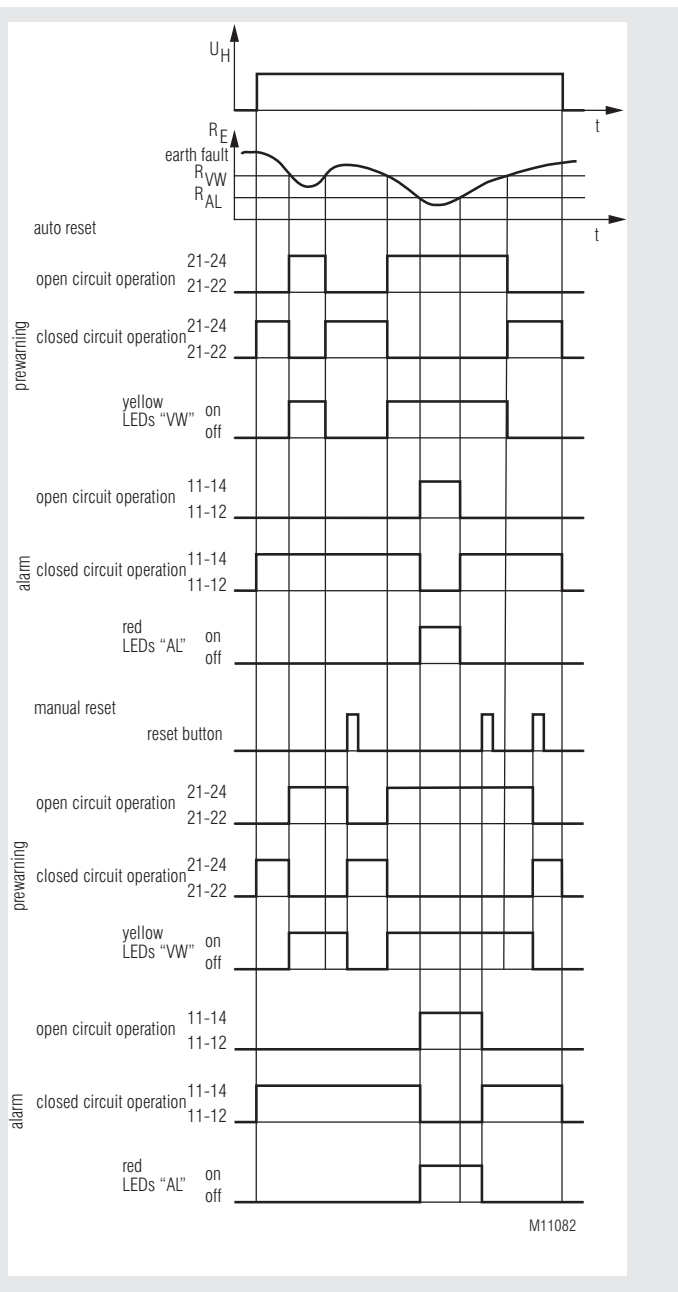 U_H
t
R_E
earth fault
R_VW
R_AL
t
auto reset
prewarning
open circuit operation 21-24
21-22
closed circuit operation 21-24
21-22
yellow
LEDs “VW” on
off
alarm
open circuit operation 11-14
11-12
closed circuit operation 11-14
11-12
red
LEDs “AL” on
off
manual reset
reset button
prewarning
open circuit operation 21-24
21-22
closed circuit operation 21-24
21-22
yellow
LEDs “VW” on
off
alarm
open circuit operation 11-14
11-12
closed circuit operation 11-14
11-12
red
LEDs “AL” on
off
M11082